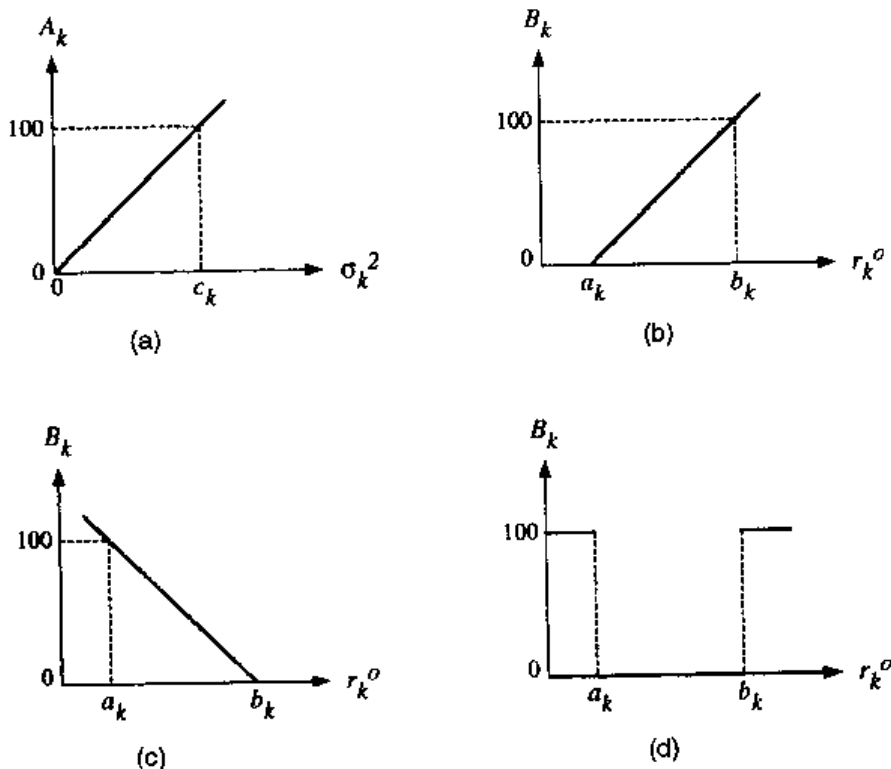 A_k
100
0
0
c_k
σ_k^2
(a)
B_k
100
0
a_k
b_k
r_k^o
(b)
B_k
100
0
a_k
b_k
r_k^o
(c)
B_k
100
0
a_k
b_k
r_k^o
(d)